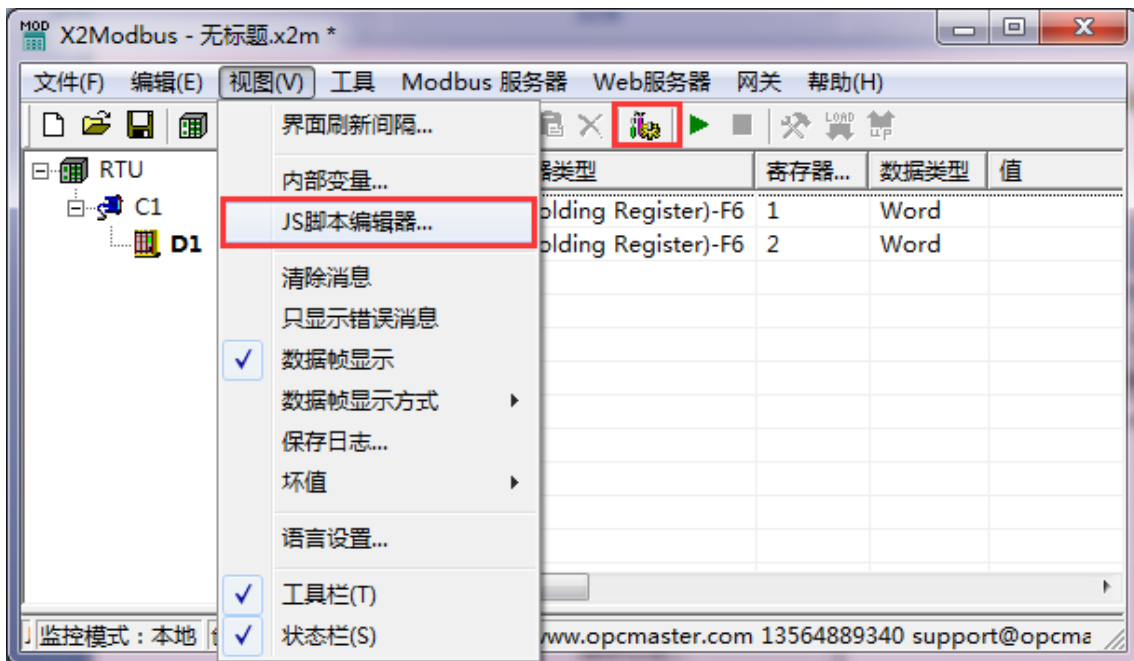 MOD
X2Modbus - 无标题.x2m *
文件(F) 编辑(E) 视图(V) 工具 Modbus 服务器 Web服务器 网关 帮助(H)
LOAD
界面刷新间隔...
RTU
类型 寄存器... 数据类型 值
内部变量...
C1
JS脚本编辑器...
olding Register)-F6 1 Word
D1
olding Register)-F6 2 Word
清除消息
只显示错误消息
数据帧显示
数据帧显示方式
保存日志...
坏值
语言设置...
工具栏(T)
状态栏(S)
监控模式：本地
www.opcmaster.com 13564889340 support@opcma